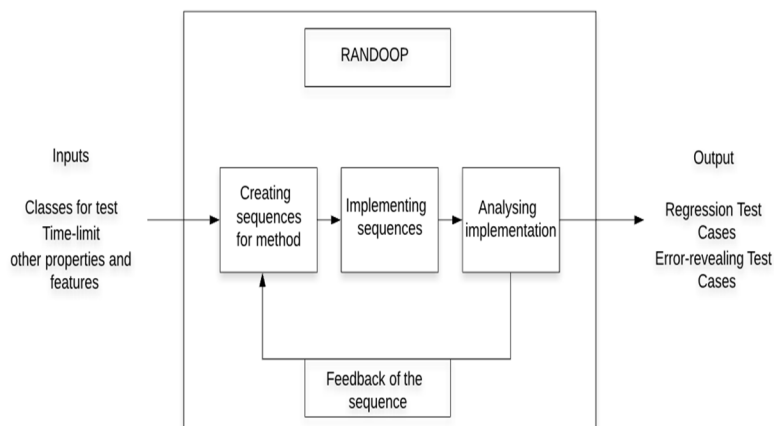 RANDOOP
Inputs
Classes for test
Time-limit
other properties and
features
Creating
sequences
for method
Implementing
sequences
Analysing
implementation
Feedback of the
sequence
Output
Regression Test
Cases
Error-revealing Test
Cases